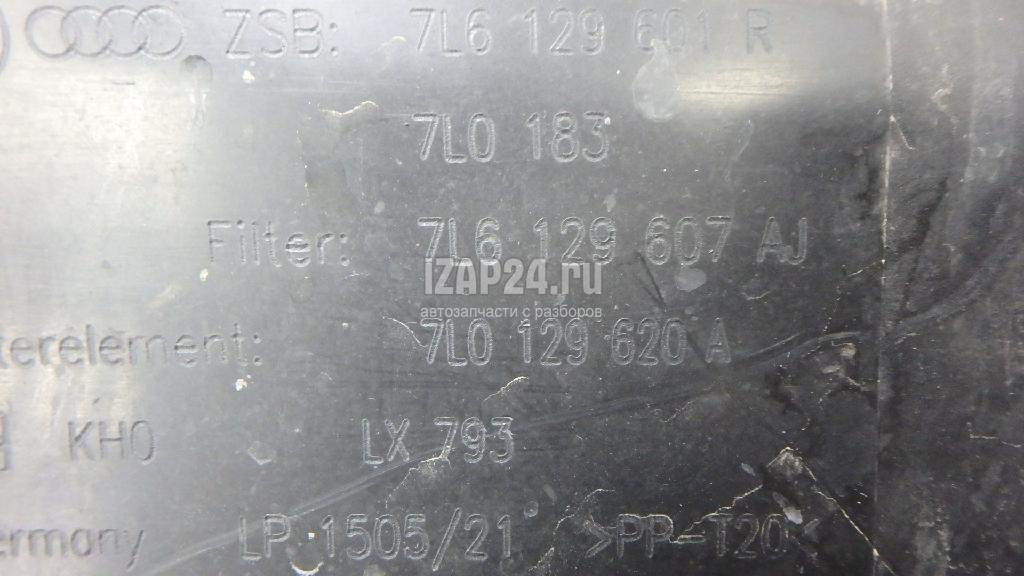 ZSB: 7L6 129 601 R
7L0 183
Filter: 7L6 129 607 AJ
IZAP24.ru
автозапчасти с разборов
terelement: 7L0 129 620 A
KHO LX 793
ermany LP 1505/21 >PP-T20<